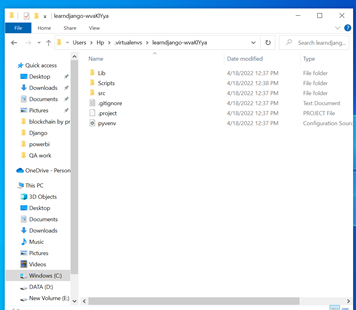 learndjango-wvaKlYya
File
Home
Share
View
Users > Hp > .virtualenvs > learndjango-wvaKlYya
Search learndjango...
Name
Date modified
Type
Quick access
Desktop
Downloads
Documents
Pictures
blockchain by pr
Django
powerbi
QA work
OneDrive - Person
This PC
3D Objects
Desktop
Documents
Downloads
Music
Pictures
Videos
Windows (C:)
DATA (D:)
New Volume (E:)
Lib
4/18/2022 12:37 PM
File folder
Scripts
4/18/2022 12:38 PM
File folder
src
4/18/2022 12:37 PM
File folder
.gitignore
4/18/2022 12:37 PM
Text Document
.project
4/18/2022 12:37 PM
PROJECT File
pyvenv
4/18/2022 12:37 PM
Configuration Sourc